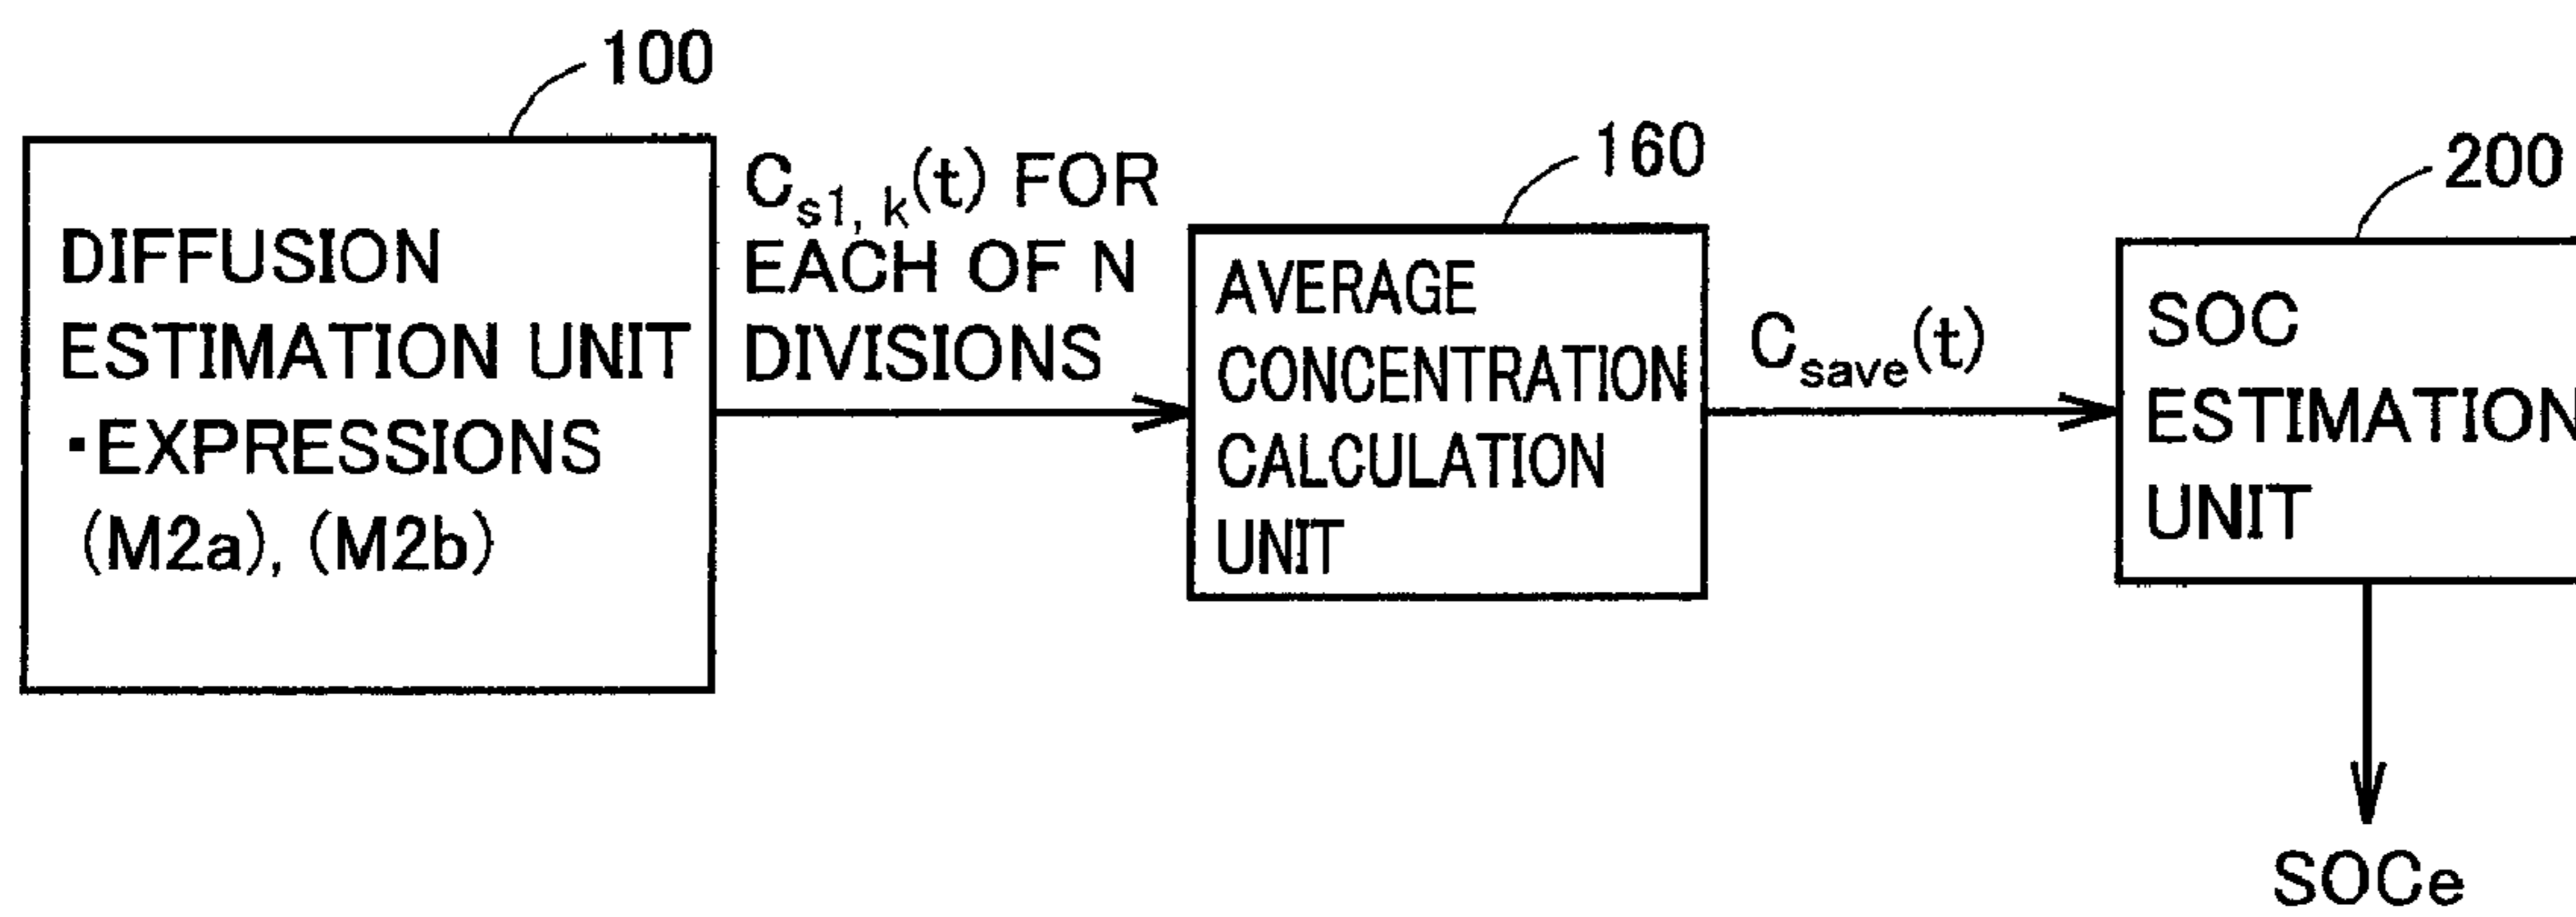 100
DIFFUSION
ESTIMATION UNIT
・EXPRESSIONS
(M2a), (M2b)
Cs1, k(t) FOR
EACH OF N
DIVISIONS
160
AVERAGE
CONCENTRATION
CALCULATION
UNIT
Csave(t)
200
SOC
ESTIMATION
UNIT
SOCe